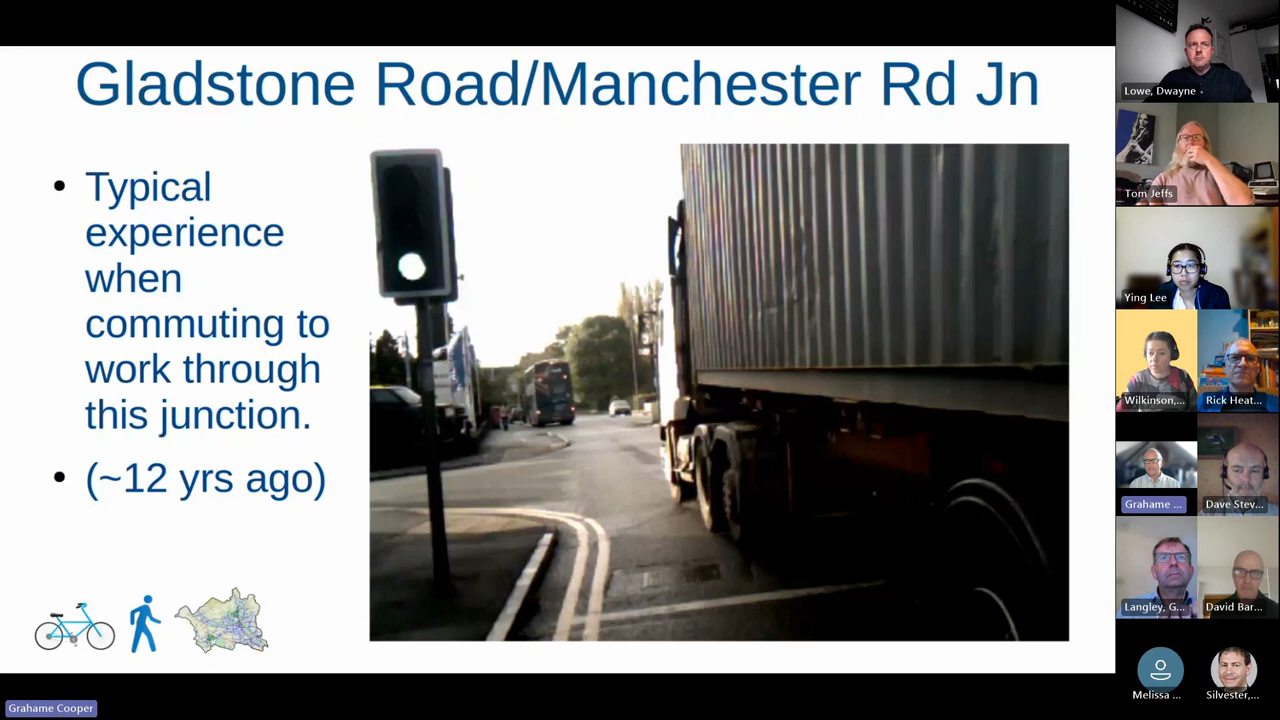 Gladstone Road/Manchester Rd Jn
Typical
experience
when
commuting to
work through
this junction.
(~12 yrs ago)
Lowe, Dwayne
Tom Jeffs
Ying Lee
Wilkinson,...
Rick Heat...
Grahame ...
Dave Stev...
Langley, G...
David Bar...
Melissa ...
Silvester,...
Grahame Cooper